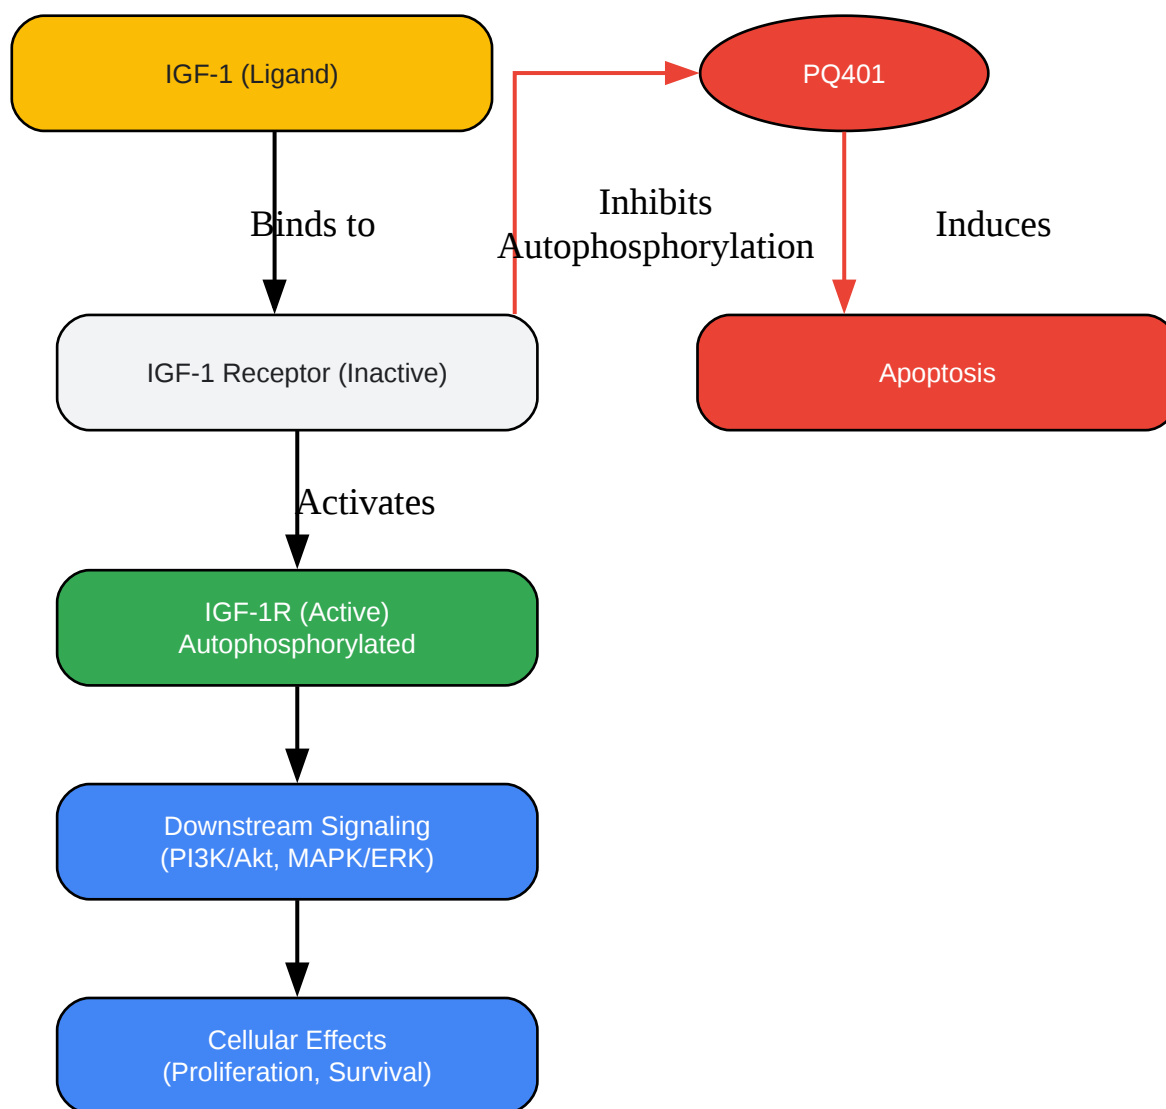 IGF-1 (Ligand)
PQ401
Binds to
Inhibits
Autophosphorylation
Induces
IGF-1 Receptor (Inactive)
Apoptosis
Activates
IGF-1R (Active)
Autophosphorylated
Downstream Signaling
(PI3K/Akt, MAPK/ERK)
Cellular Effects
(Proliferation, Survival)